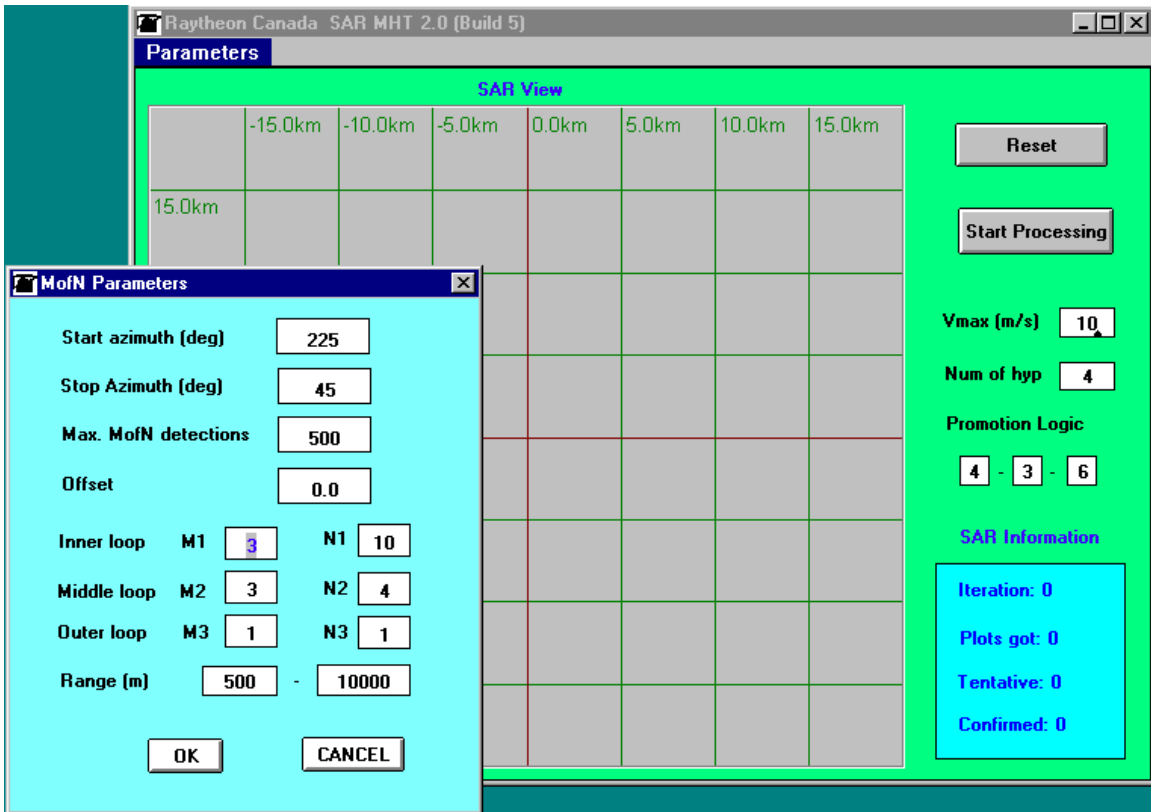 Raytheon Canada SAR MHT 2.0 (Build 5)
Parameters
SAR View
-15.0km -10.0km -5.0km 0.0km 5.0km 10.0km 15.0km
15.0km
Reset
Start Processing
Vmax (m/s) 10
Num of hyp 4
Promotion Logic
4 - 3 - 6
SAR Information
Iteration: 0
Plots got: 0
Tentative: 0
Confirmed: 0
MofN Parameters
Start azimuth (deg) 225
Stop Azimuth (deg) 45
Max. MofN detections 500
Offset 0.0
Inner loop M1 3 N1 10
Middle loop M2 3 N2 4
Outer loop M3 1 N3 1
Range (m) 500 - 10000
OK CANCEL